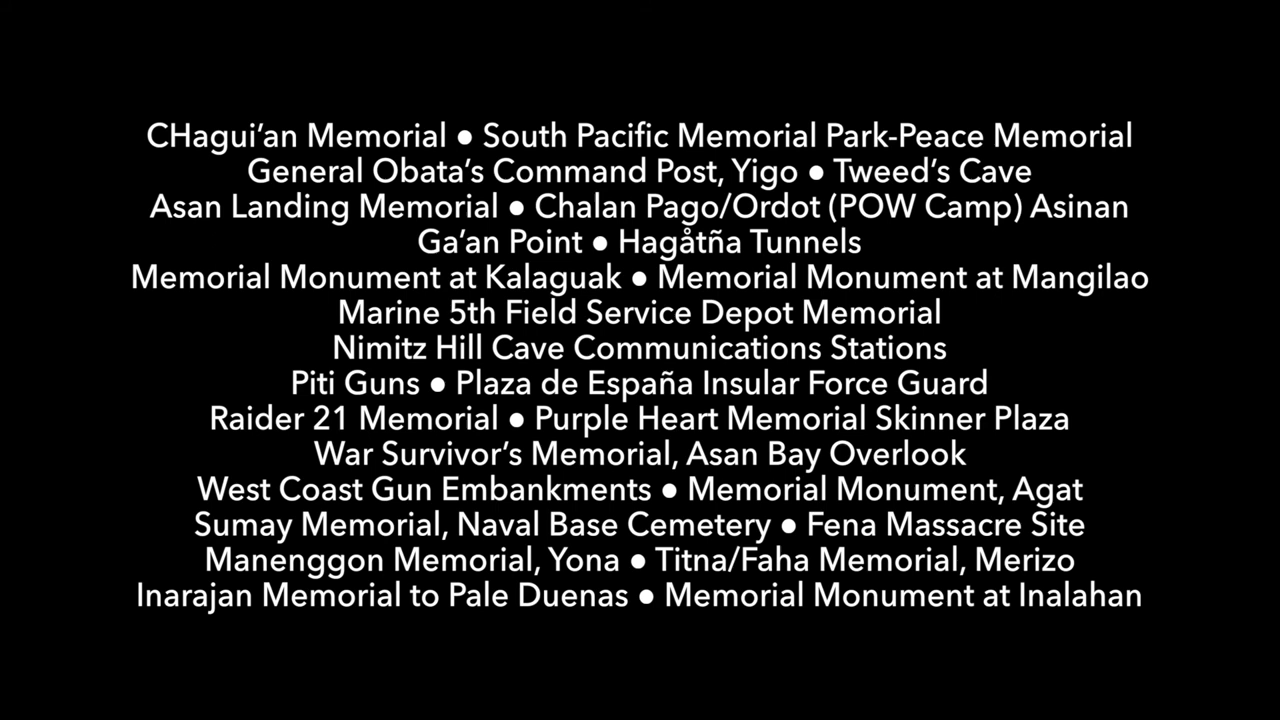 CHagui’an Memorial ● South Pacific Memorial Park-Peace Memorial
General Obata’s Command Post, Yigo ● Tweed’s Cave
Asan Landing Memorial ● Chalan Pago/Ordot (POW Camp) Asinan
Ga’an Point ● Hagåtña Tunnels
Memorial Monument at Kalaguak ● Memorial Monument at Mangilao
Marine 5th Field Service Depot Memorial
Nimitz Hill Cave Communications Stations
Piti Guns ● Plaza de España Insular Force Guard
Raider 21 Memorial ● Purple Heart Memorial Skinner Plaza
War Survivor’s Memorial, Asan Bay Overlook
West Coast Gun Embankments ● Memorial Monument, Agat
Sumay Memorial, Naval Base Cemetery ● Fena Massacre Site
Manenggon Memorial, Yona ● Titna/Faha Memorial, Merizo
Inarajan Memorial to Pale Duenas ● Memorial Monument at Inalahan